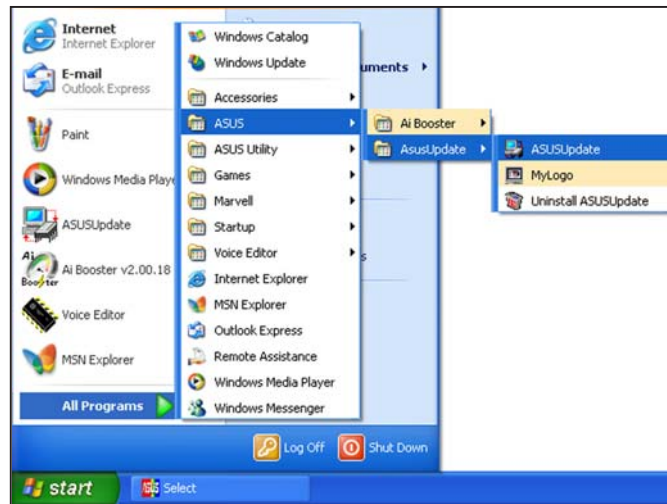 Internet
Internet Explorer
E-mail
Outlook Express
Paint
Windows Media Playe
ASUSUpdate
Ai Booster v2.00.18
Voice Editor
MSN Explorer
All Programs
Windows Catalog
Windows Update
Accessories
ASUS
ASUS Utility
Games
Marvell
Startup
Voice Editor
Internet Explorer
MSN Explorer
Outlook Express
Remote Assistance
Windows Media Player
Windows Messenger
uments
s
Ai Booster
AsusUpdate
ASUSUpdate
MyLogo
Uninstall ASUSUpdate
Log Off
Shut Down
start
Select